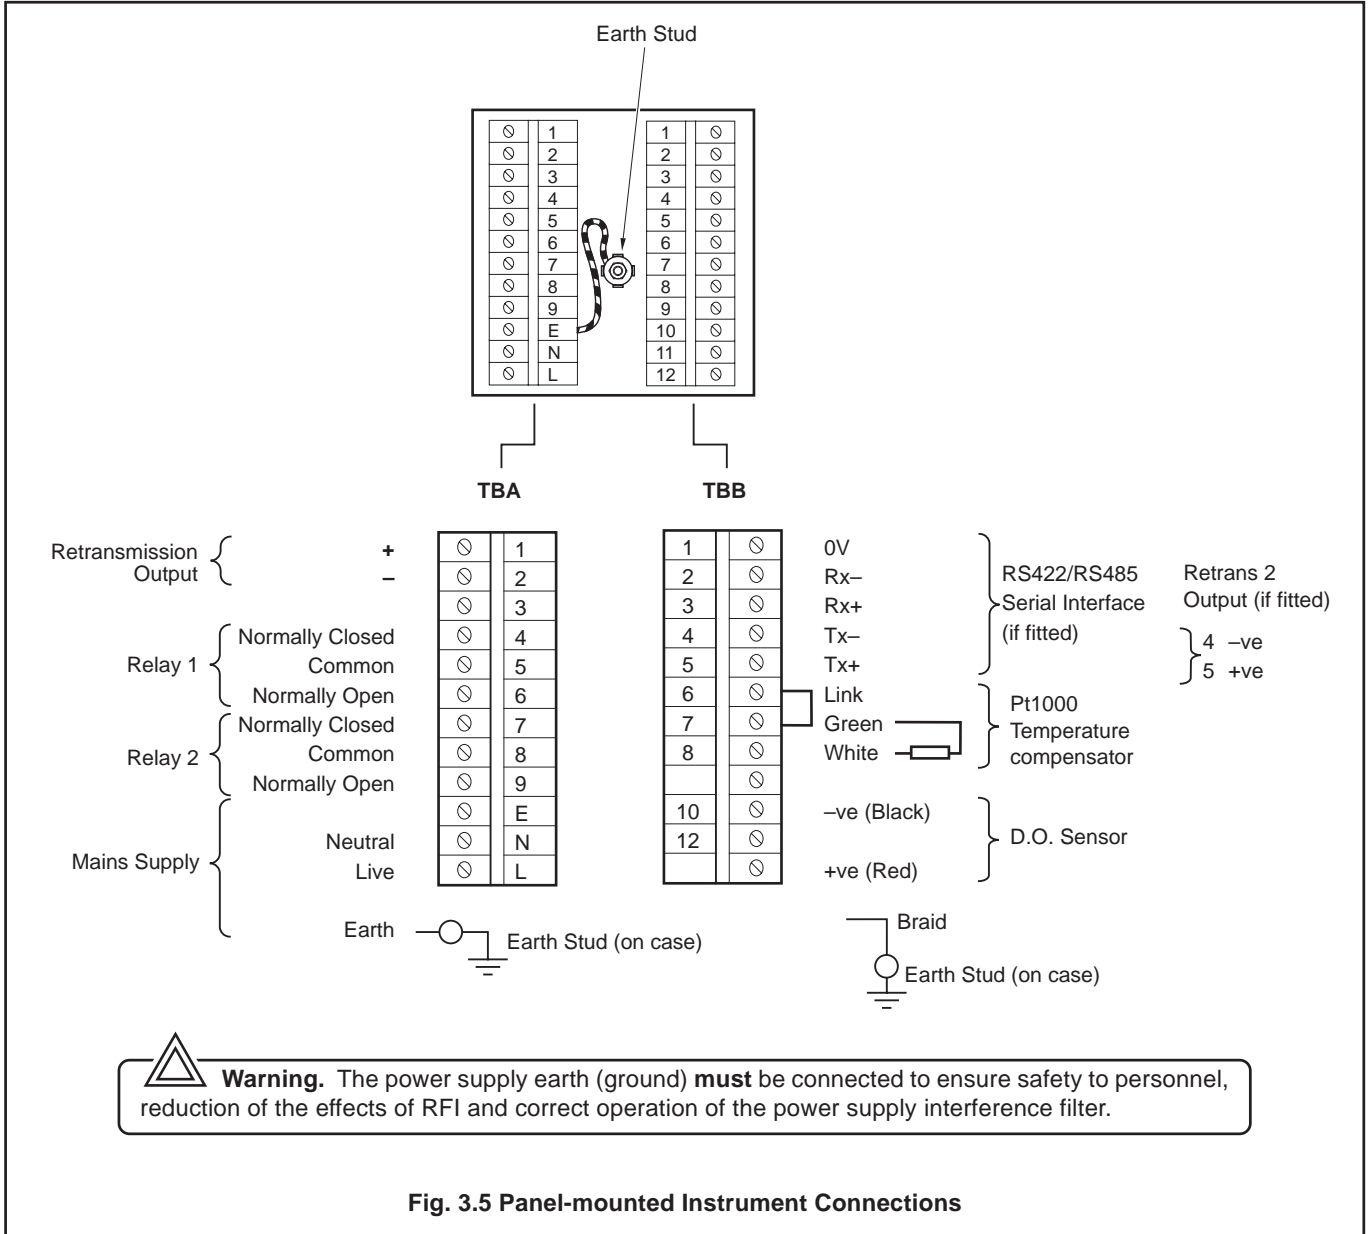 Earth Stud
1 1
2 2
3 3
4 4
5 5
6 6
7 7
8 8
9 9
E 10
N 11
L 12
TBA TBB
Retransmission
Output
+ 1
– 2
3
Relay 1
Normally Closed 4
Common 5
Normally Open 6
Relay 2
Normally Closed 7
Common 8
Normally Open 9
Mains Supply
E
Neutral N
Live L
Earth
Earth Stud (on case)
1 0V
2 Rx–
3 Rx+
4 Tx–
5 Tx+
RS422/RS485
Serial Interface
(if fitted)
Retrans 2
Output (if fitted)
4 –ve
5 +ve
6 Link
7 Green
8 White
Pt1000
Temperature
compensator
10 –ve (Black)
12
+ve (Red)
D.O. Sensor
Braid
Earth Stud (on case)
Warning. The power supply earth (ground) must be connected to ensure safety to personnel,
reduction of the effects of RFI and correct operation of the power supply interference filter.
Fig. 3.5 Panel-mounted Instrument Connections